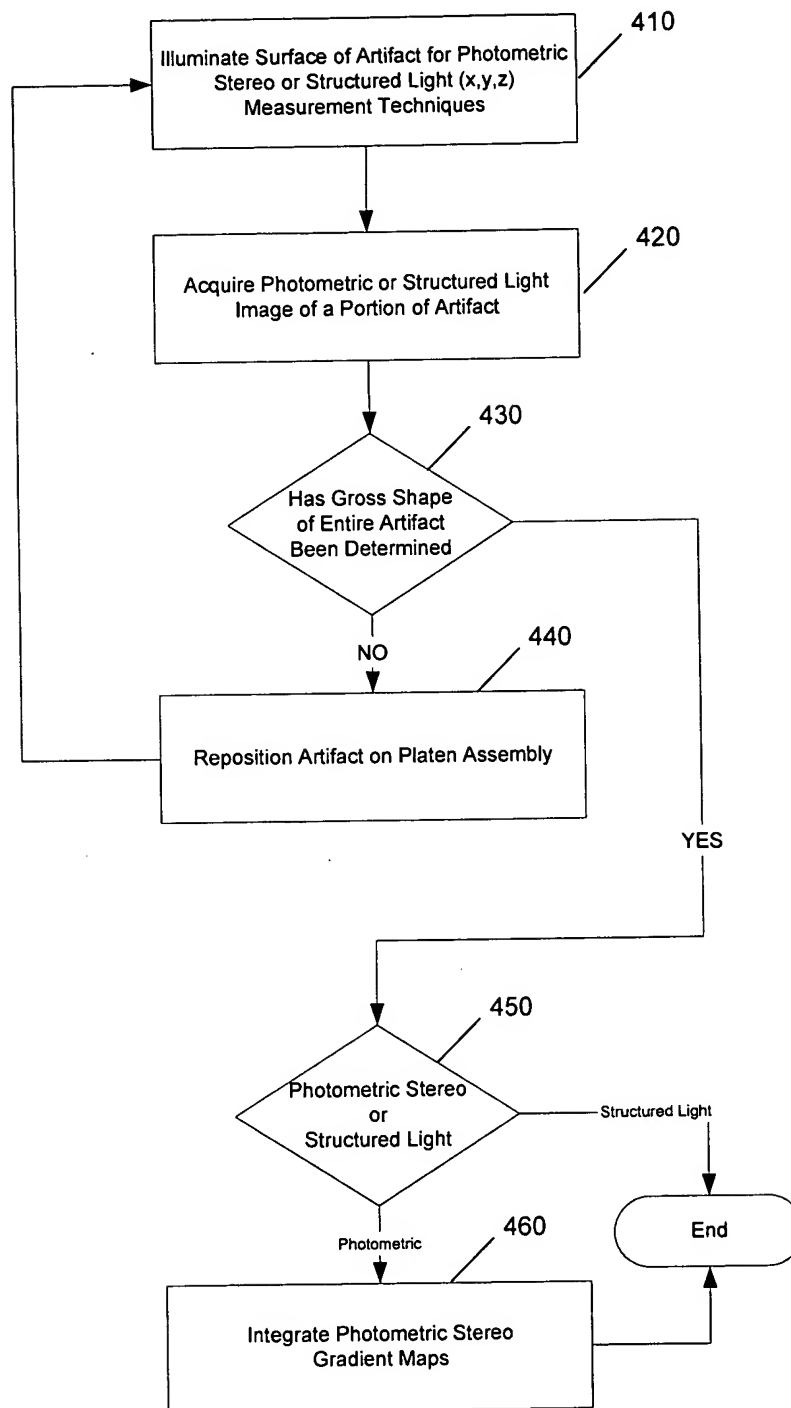 410
Illuminate Surface of Artifact for Photometric
Stereo or Structured Light (x,y,z)
Measurement Techniques
420
Acquire Photometric or Structured Light
Image of a Portion of Artifact
430
Has Gross Shape
of Entire Artifact
Been Determined
NO
440
Reposition Artifact on Platen Assembly
YES
450
Photometric Stereo
or
Structured Light
Structured Light
Photometric
460
End
Integrate Photometric Stereo
Gradient Maps